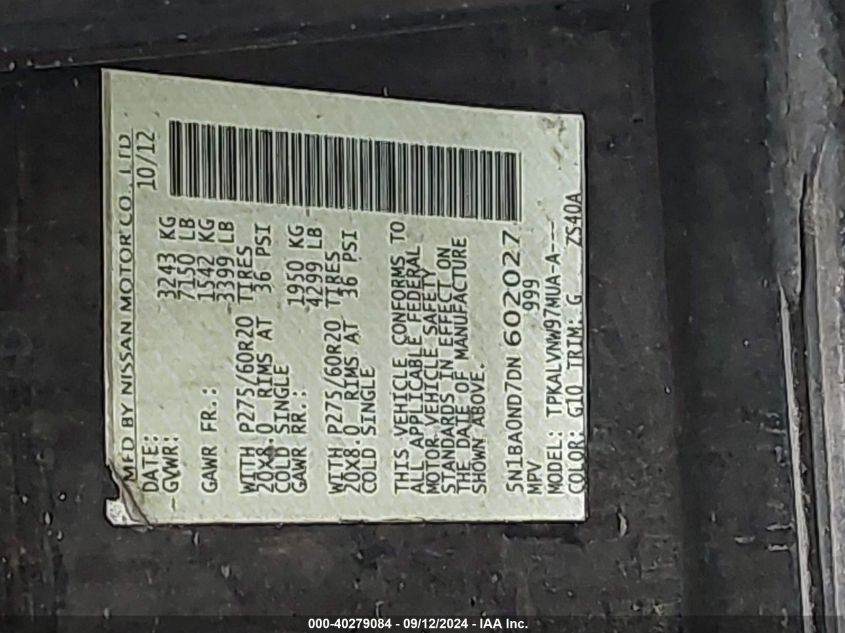 MFD BY NISSAN MOTOR CO., LTD.
DATE: 10/12
GVWR: 3243 KG
7150 LB
GAWR FR.: 1542 KG
3399 LB
WITH P275/60R20 TIRES
20X8.0 RIMS AT 36 PSI
COLD SINGLE
GAWR RR.: 1950 KG
4299 LB
WITH P275/60R20 TIRES
20X8.0 RIMS AT 36 PSI
COLD SINGLE
THIS VEHICLE CONFORMS TO
ALL APPLICABLE FEDERAL
MOTOR VEHICLE SAFETY
STANDARDS IN EFFECT ON
THE DATE OF MANUFACTURE
SHOWN ABOVE.
5N1BA0ND7DN602027
MPV 999
MODEL: TPKALVNW97MUA-A---
COLOR: G10 TRIM: G ZS40A
000-40279084 - 09/12/2024 - IAA Inc.